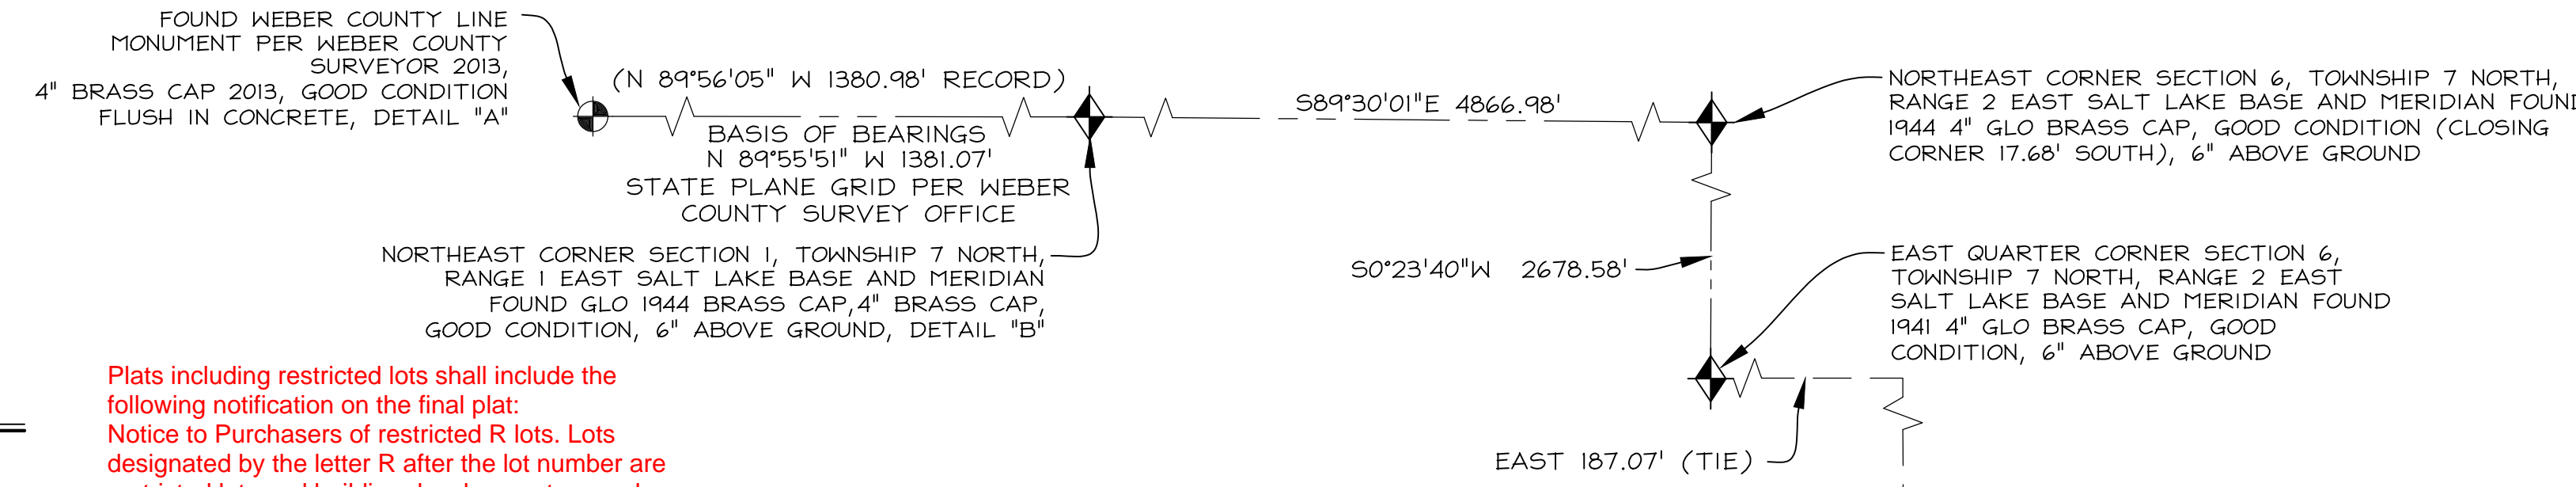 FOUND WEBER COUNTY LINE
MONUMENT PER WEBER COUNTY
SURVEYOR 2013,
4" BRASS CAP 2013, GOOD CONDITION
FLUSH IN CONCRETE, DETAIL "A"
(N 89°56'05" W 1380.98' RECORD)
BASIS OF BEARINGS
N 89°55'51" W 1381.07'
STATE PLANE GRID PER WEBER
COUNTY SURVEY OFFICE
NORTHEAST CORNER SECTION 1, TOWNSHIP 7 NORTH,
RANGE 1 EAST SALT LAKE BASE AND MERIDIAN
FOUND GLO 1944 BRASS CAP,4" BRASS CAP,
GOOD CONDITION, 6" ABOVE GROUND, DETAIL "B"
S89°30'01"E 4866.98'
NORTHEAST CORNER SECTION 6, TOWNSHIP 7 NORTH,
RANGE 2 EAST SALT LAKE BASE AND MERIDIAN FOUND
1944 4" GLO BRASS CAP, GOOD CONDITION (CLOSING
CORNER 17.68' SOUTH), 6" ABOVE GROUND
S0°23'40"W 2678.58'
EAST QUARTER CORNER SECTION 6,
TOWNSHIP 7 NORTH, RANGE 2 EAST
SALT LAKE BASE AND MERIDIAN FOUND
1941 4" GLO BRASS CAP, GOOD
CONDITION, 6" ABOVE GROUND
EAST 187.07' (TIE)
Plats including restricted lots shall include the
following notification on the final plat:
Notice to Purchasers of restricted R lots. Lots
designated by the letter R after the lot number are